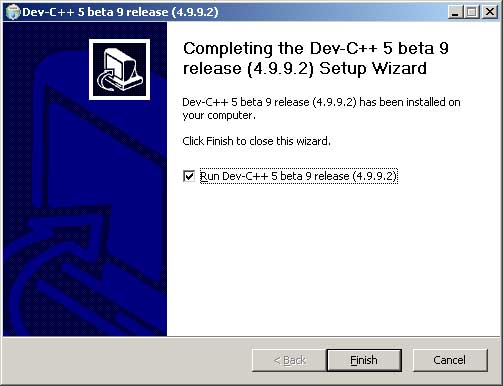 Dev-C++ 5 beta 9 release (4.9.9.2)
Completing the Dev-C++ 5 beta 9
release (4.9.9.2) Setup Wizard
Dev-C++ 5 beta 9 release (4.9.9.2) has been installed on
your computer.
Click Finish to close this wizard.
Run Dev-C++ 5 beta 9 release (4.9.9.2)
< Back Finish Cancel